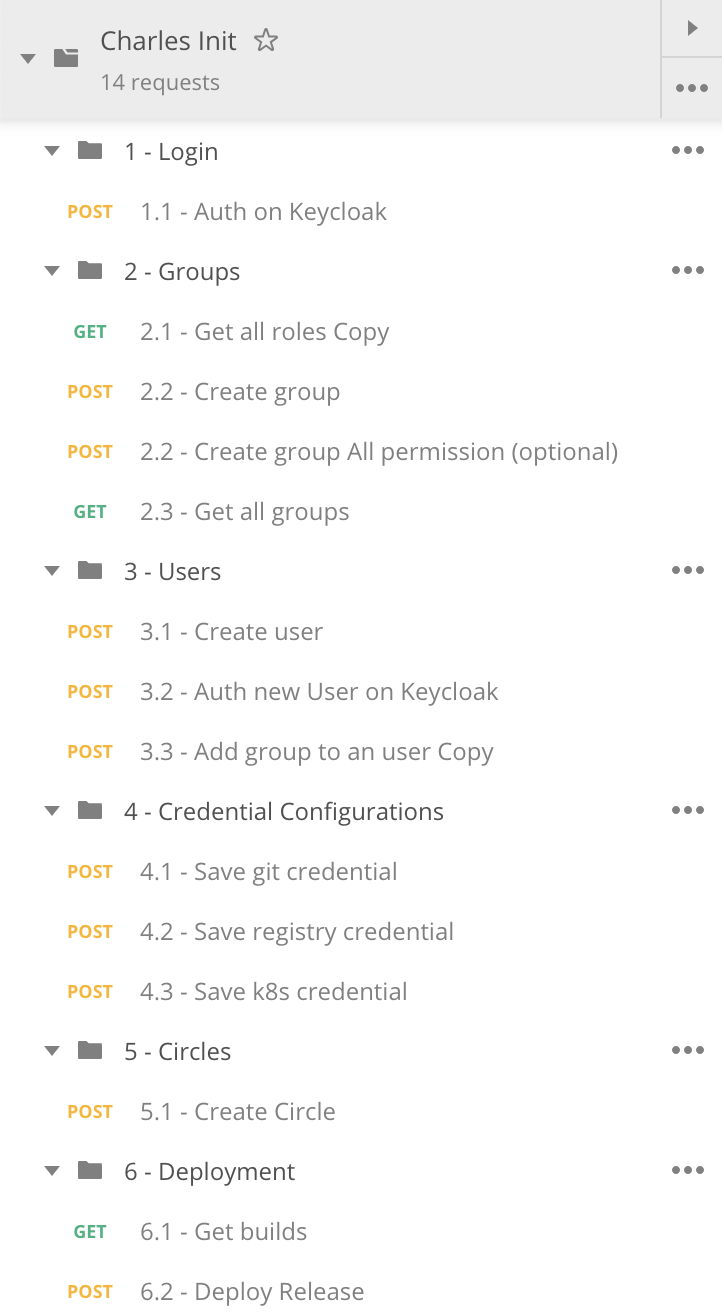 Charles Init
14 requests
1 - Login
POST 1.1 - Auth on Keycloak
2 - Groups
GET 2.1 - Get all roles Copy
POST 2.2 - Create group
POST 2.2 - Create group All permission (optional)
GET 2.3 - Get all groups
3 - Users
POST 3.1 - Create user
POST 3.2 - Auth new User on Keycloak
POST 3.3 - Add group to an user Copy
4 - Credential Configurations
POST 4.1 - Save git credential
POST 4.2 - Save registry credential
POST 4.3 - Save k8s credential
5 - Circles
POST 5.1 - Create Circle
6 - Deployment
GET 6.1 - Get builds
POST 6.2 - Deploy Release